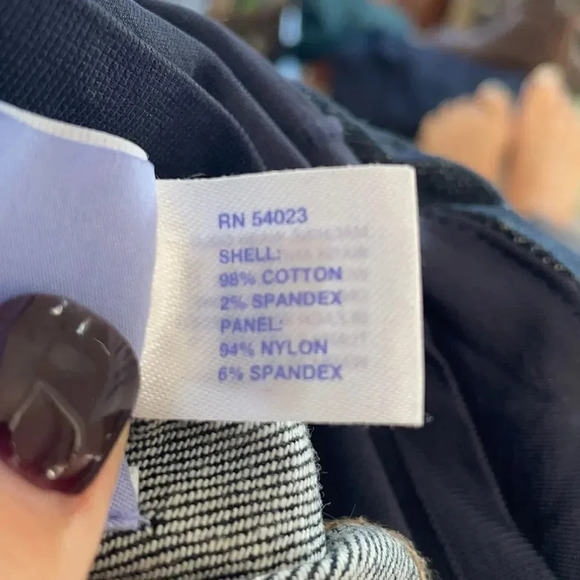 RN 54023
SHELL:
98% COTTON
2% SPANDEX
PANEL:
94% NYLON
6% SPANDEX